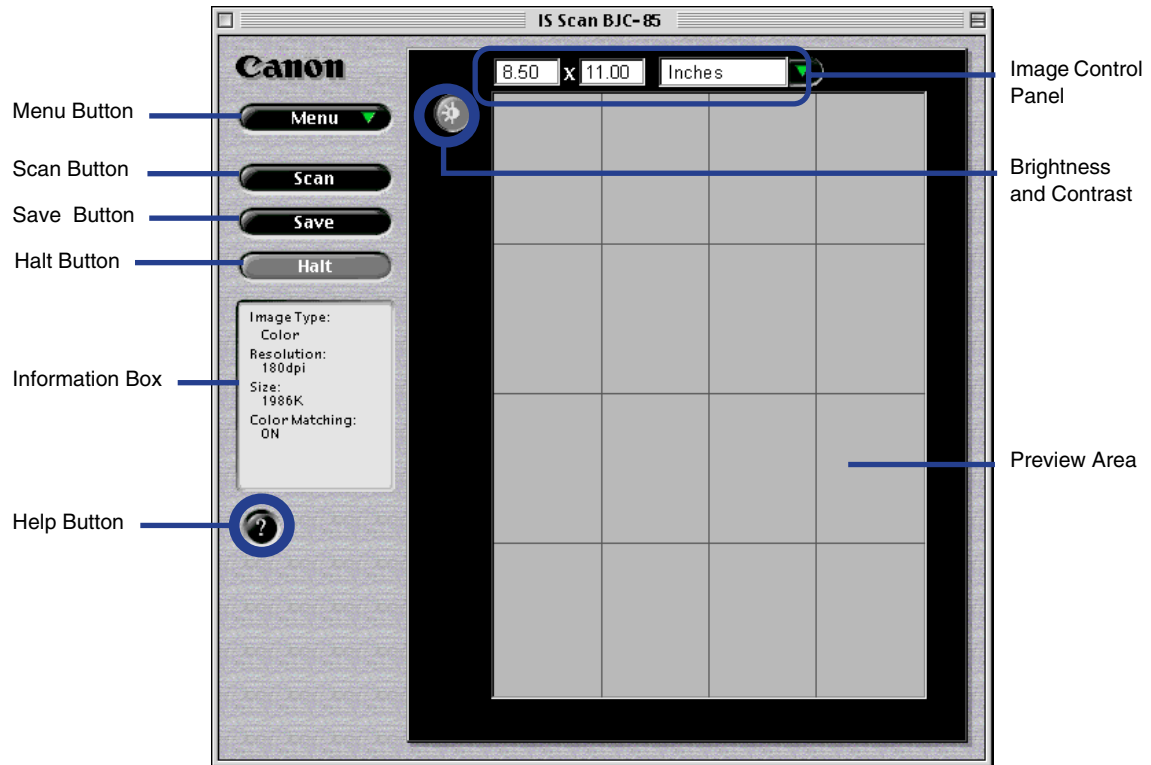 IS Scan BJC-85
Canon
8.50 x 11.00 Inches
Image Control
Panel
Menu Button
Menu
Brightness
and Contrast
Scan Button
Scan
Save Button
Save
Halt Button
Halt
Image Type:
Color
Resolution:
180dpi
Size:
1986K
Color Matching:
ON
Information Box
Preview Area
Help Button
?